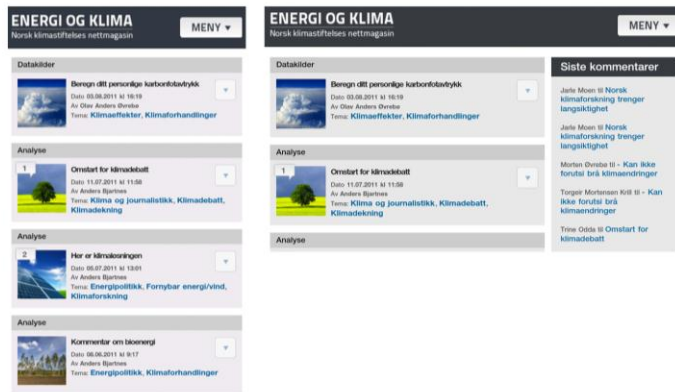 ENERGI OG KLIMA
Norsk klimastiftelses nettmagasin
MENY
Datakilder
Beregn ditt personlige karbonfotavtrykk
Dato 03.08.2011 kl 16:19
Av Olav Anders Øvrebø
Tema: Klimaeffekter, Klimaforhandlinger
Analyse
1
Omstart for klimadebatt
Dato 11.07.2011 kl 11:58
Av Anders Bjartnes
Tema: Klima og journalistikk, Klimadebatt,
Klimadekning
Analyse
2
Her er klimaløsningen
Dato 05.07.2011 kl 13:01
Av Anders Bjartnes
Tema: Energipolitikk, Fornybar energi/vind,
Klimaforskning
Analyse
Kommentar om bioenergi
Dato 06.06.2011 kl 9:17
Av Anders Bjartnes
Tema: Energipolitikk, Klimaforhandlinger
ENERGI OG KLIMA
Norsk klimastiftelses nettmagasin
MENY
Datakilder
Beregn ditt personlige karbonfotavtrykk
Dato 03.08.2011 kl 16:19
Av Olav Anders Øvrebø
Tema: Klimaeffekter, Klimaforhandlinger
Analyse
1
Omstart for klimadebatt
Dato 11.07.2011 kl 11:58
Av Anders Bjartnes
Tema: Klima og journalistikk, Klimadebatt,
Klimadekning
Analyse
Siste kommentarer
Jarle Moen til Norsk
klimaforskning trenger
langsiktighet
Jarle Moen til Norsk
klimaforskning trenger
langsiktighet
Morten Øvrebø til - Kan ikke
forutsi brå klimaendringer
Torgeir Mortensen Kritl til - Kan
ikke forutsi brå
klimaendringer
Trine Odda til Omstart for
klimadebatt